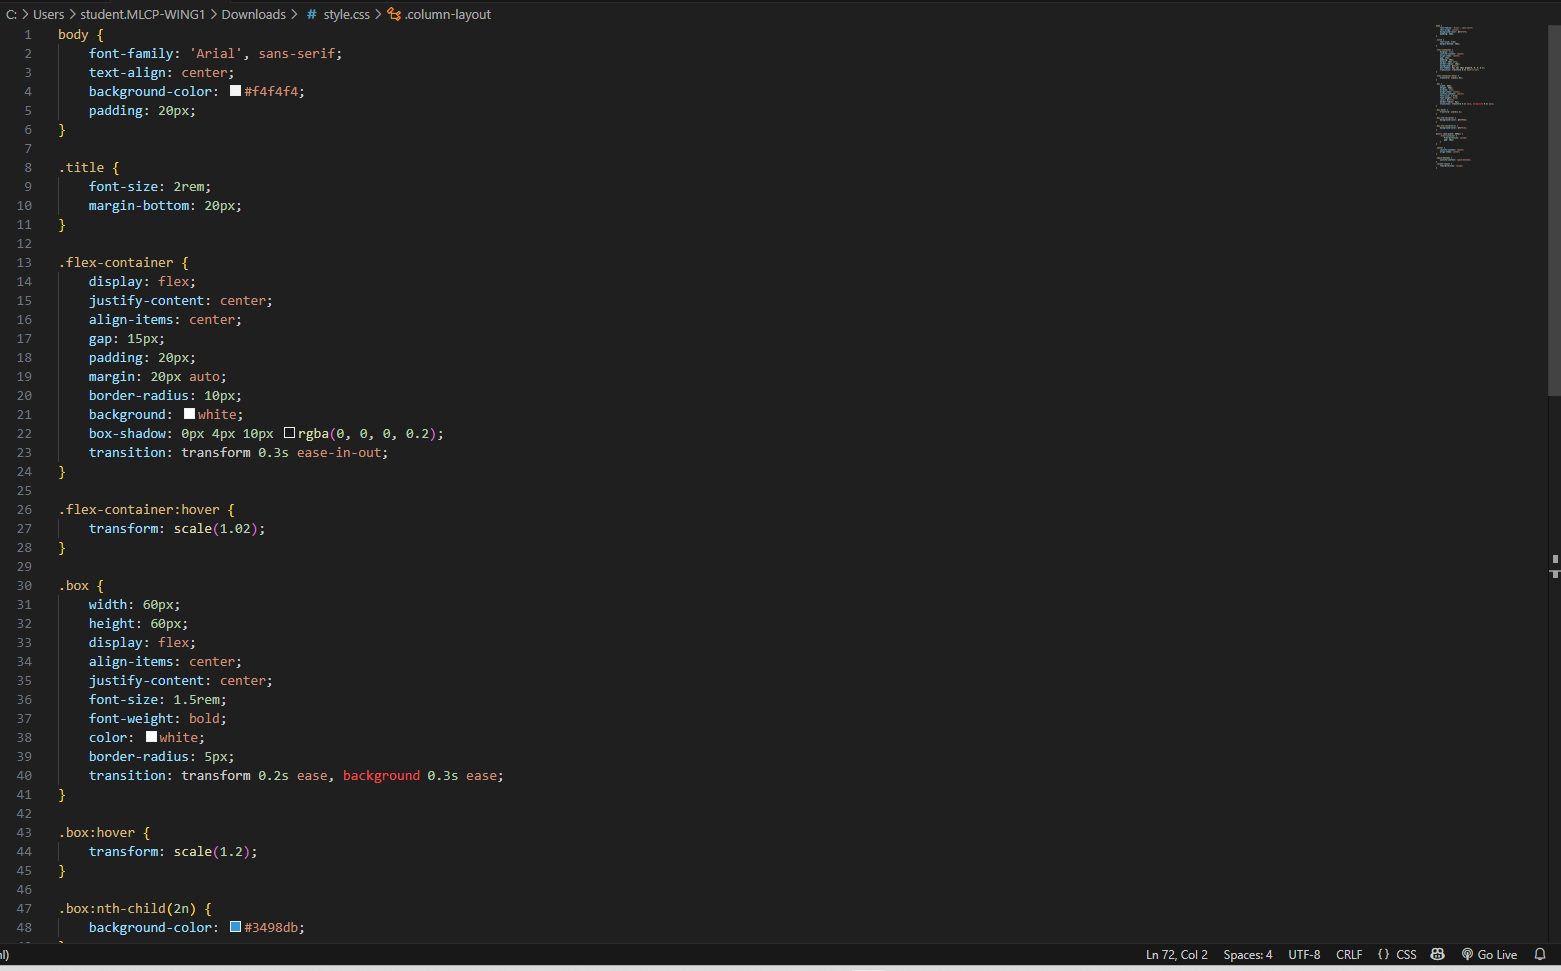 C: > Users > student.MLCP-WING1 > Downloads > # style.css > .column-layout
1 body {
2 font-family: 'Arial', sans-serif;
3 text-align: center;
4 background-color: #f4f4f4;
5 padding: 20px;
6 }
7
8 .title {
9 font-size: 2rem;
10 margin-bottom: 20px;
11 }
12
13 .flex-container {
14 display: flex;
15 justify-content: center;
16 align-items: center;
17 gap: 15px;
18 padding: 20px;
19 margin: 20px auto;
20 border-radius: 10px;
21 background: white;
22 box-shadow: 0px 4px 10px rgba(0, 0, 0, 0.2);
23 transition: transform 0.3s ease-in-out;
24 }
25
26 .flex-container:hover {
27 transform: scale(1.02);
28 }
29
30 .box {
31 width: 60px;
32 height: 60px;
33 display: flex;
34 align-items: center;
35 justify-content: center;
36 font-size: 1.5rem;
37 font-weight: bold;
38 color: white;
39 border-radius: 5px;
40 transition: transform 0.2s ease, background 0.3s ease;
41 }
42
43 .box:hover {
44 transform: scale(1.2);
45 }
46
47 .box:nth-child(2n) {
48 background-color: #3498db;
Ln 72, Col 2 Spaces: 4 UTF-8 CRLF {} CSS Go Live